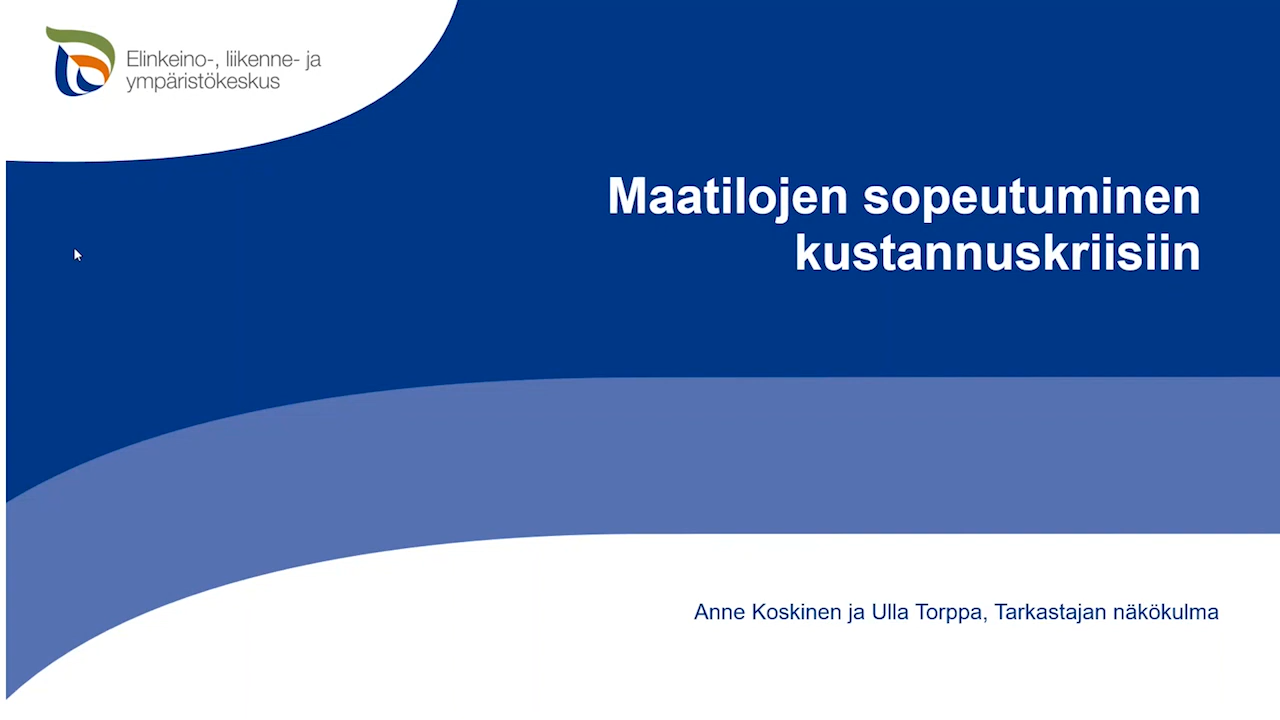 Elinkeino-, liikenne- ja
ympäristökeskus
Maatilojen sopeutuminen
kustannuskriisiin
Anne Koskinen ja Ulla Torppa, Tarkastajan näkökulma